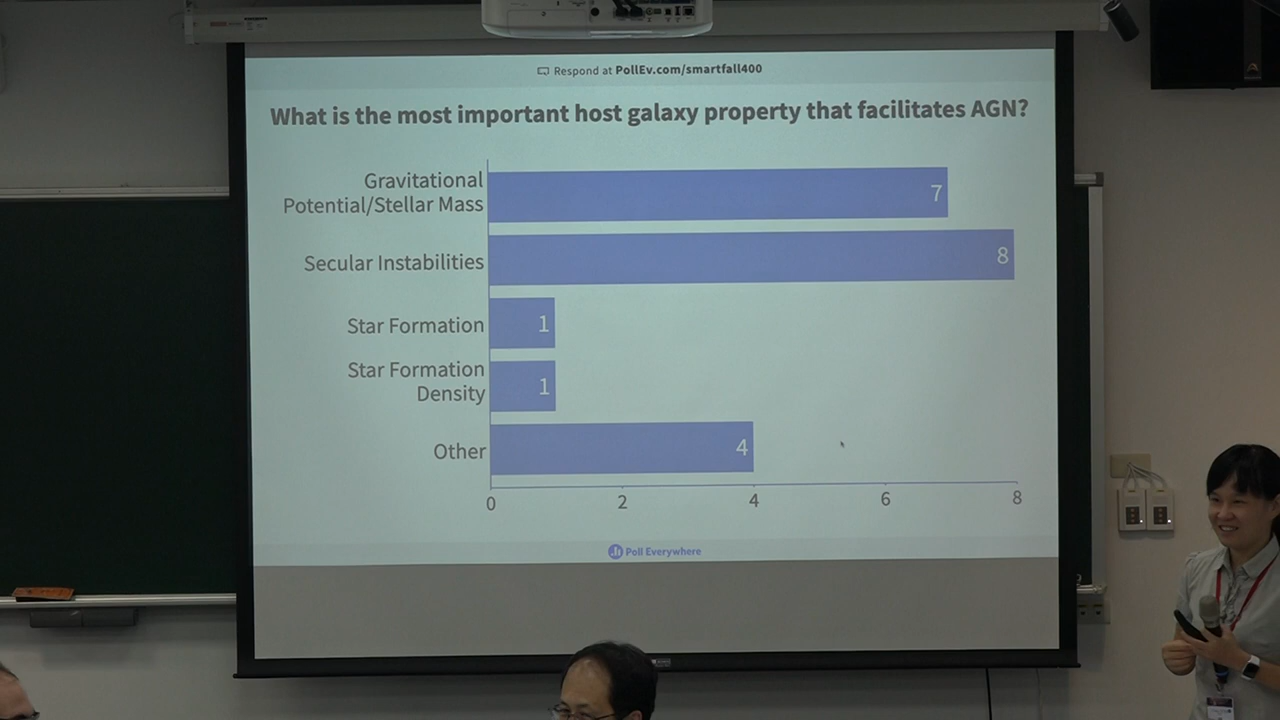 Respond at PollEv.com/smartfall400
What is the most important host galaxy property that facilitates AGN?
Gravitational
Potential/Stellar Mass
7
Secular Instabilities
8
Star Formation
1
Star Formation
Density
1
Other
4
0 2 4 6 8
Poll Everywhere